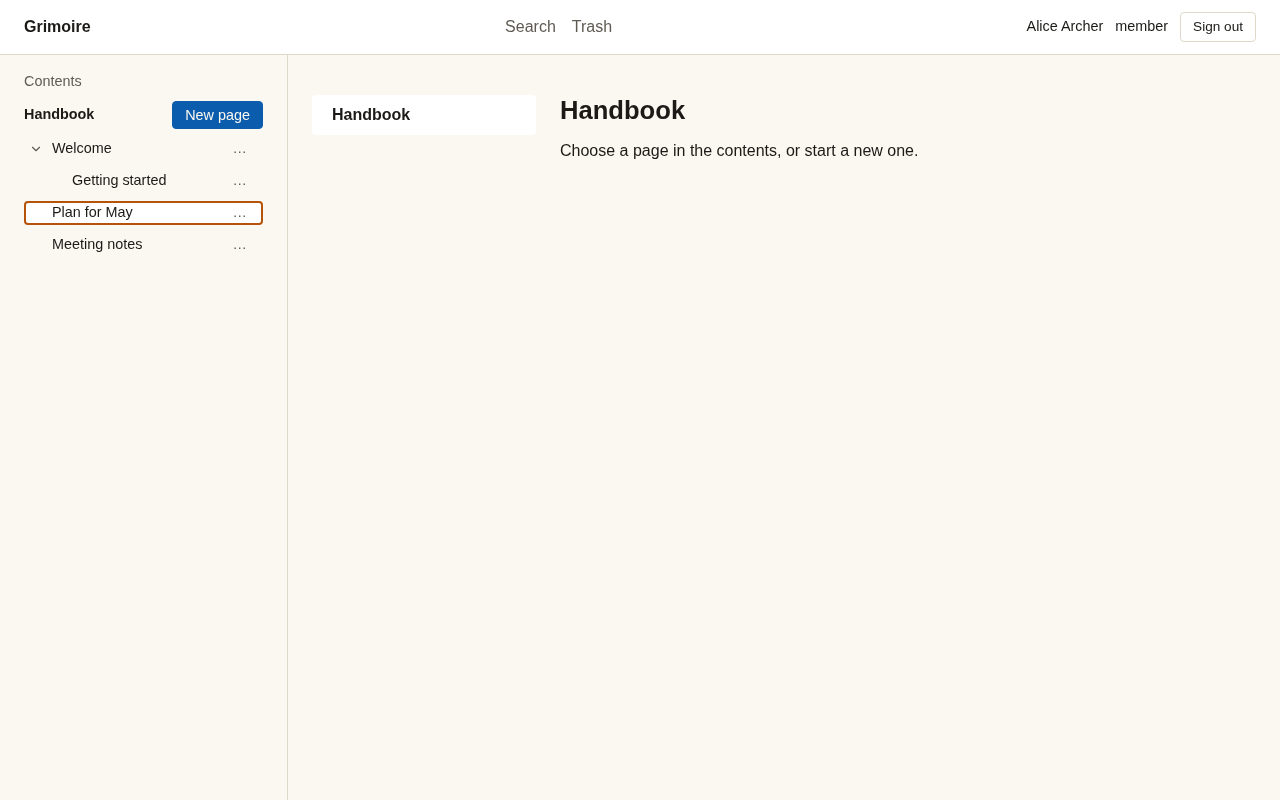 Grimoire
Search Trash
Alice Archer member Sign out
Contents
Handbook New page
Welcome ...
Getting started ...
Plan for May ...
Meeting notes ...
Handbook
Handbook
Choose a page in the contents, or start a new one.